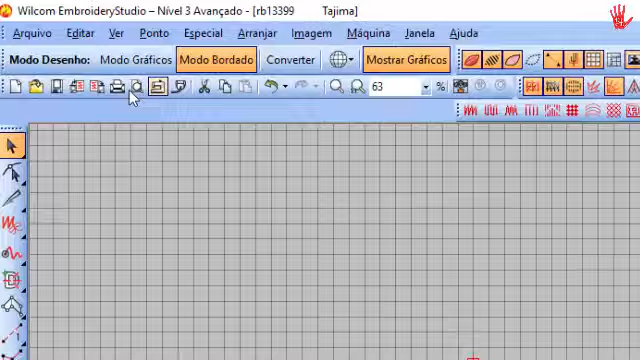 Wilcom EmbroideryStudio – Nível 3 Avançado - [rb13399 Tajima]
Arquivo Editar Ver Ponto Especial Arranjar Imagem Máquina Janela Ajuda
Modo Desenho: Modo Gráficos Modo Bordado Converter Mostrar Gráficos
63 %